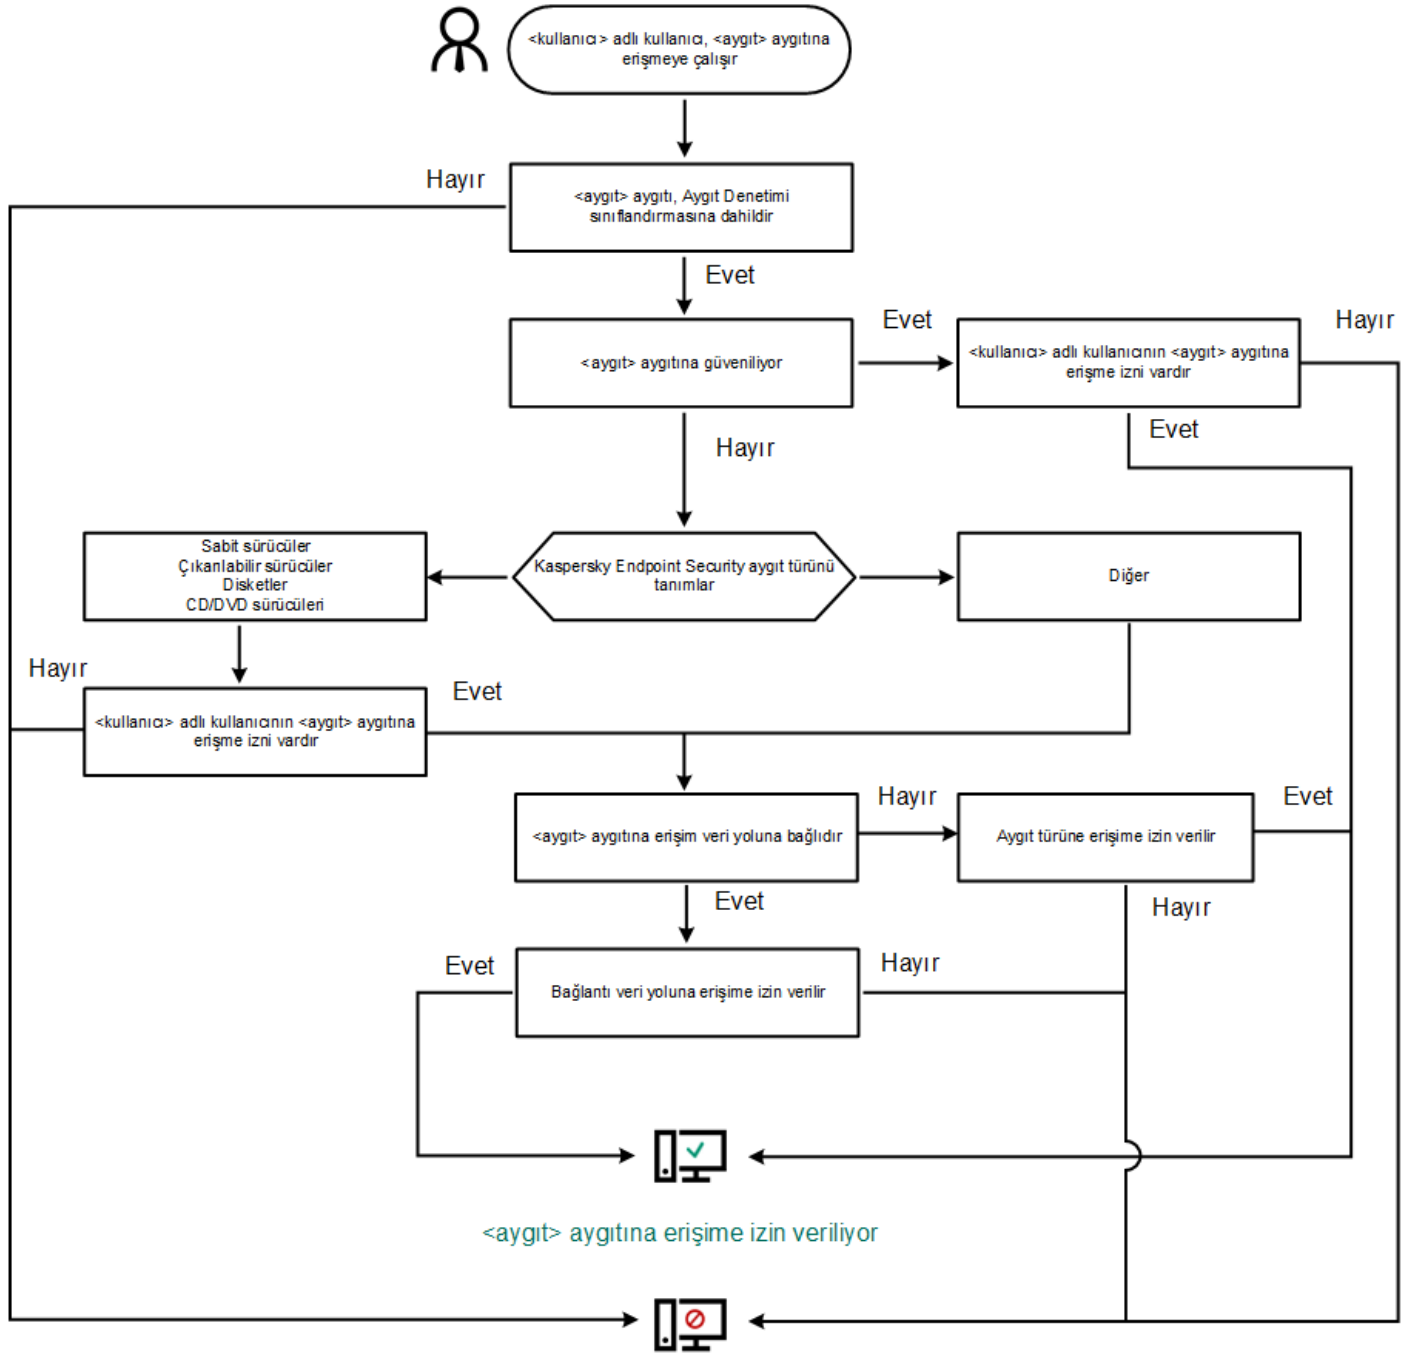 <kullanıcı> adlı kullanıcı, <aygıt> aygıtına
erişmeye çalışır
Hayır
<aygıt> aygıtı, Aygıt Denetimi
sınıflandırmasına dahildir
Evet
<aygıt> aygıtına güveniliyor
Evet
<kullanıcı> adlı kullanıcının <aygıt> aygıtına
erişme izni vardır
Hayır
Hayır
Evet
Sabit sürücüler
Çıkarılabilir sürücüler
Disketler
CD/DVD sürücüleri
Kaspersky Endpoint Security aygıt türünü
tanımlar
Diğer
Hayır
<kullanıcı> adlı kullanıcının <aygıt> aygıtına
erişme izni vardır
Evet
<aygıt> aygıtına erişim veri yoluna bağlıdır
Hayır
Aygıt türüne erişime izin verilir
Evet
Evet
Hayır
Evet
Bağlantı veri yoluna erişime izin verilir
Hayır
<aygıt> aygıtına erişime izin veriliyor